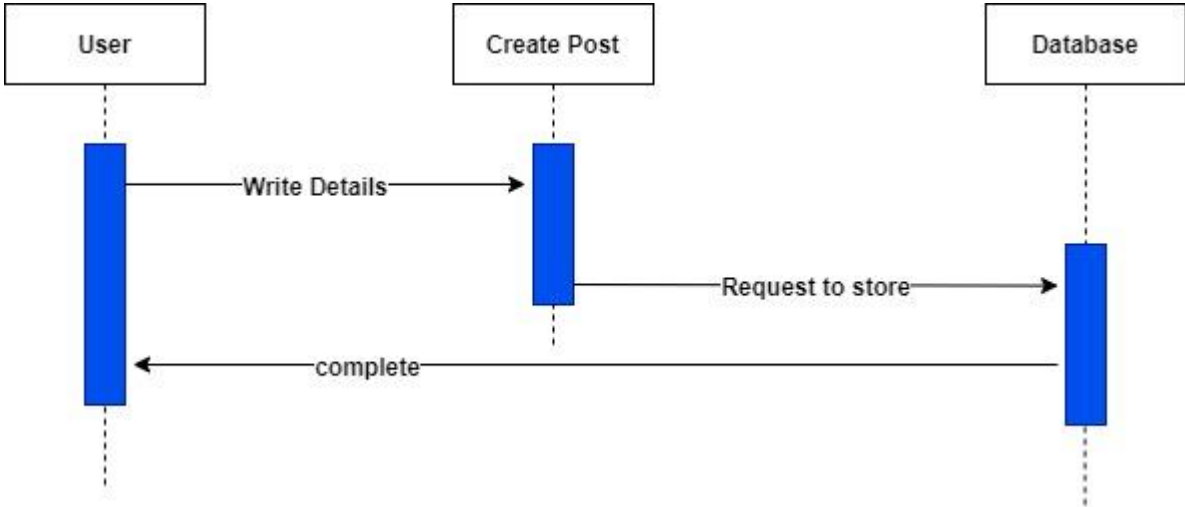 User
Create Post
Database
Write Details
Request to store
complete